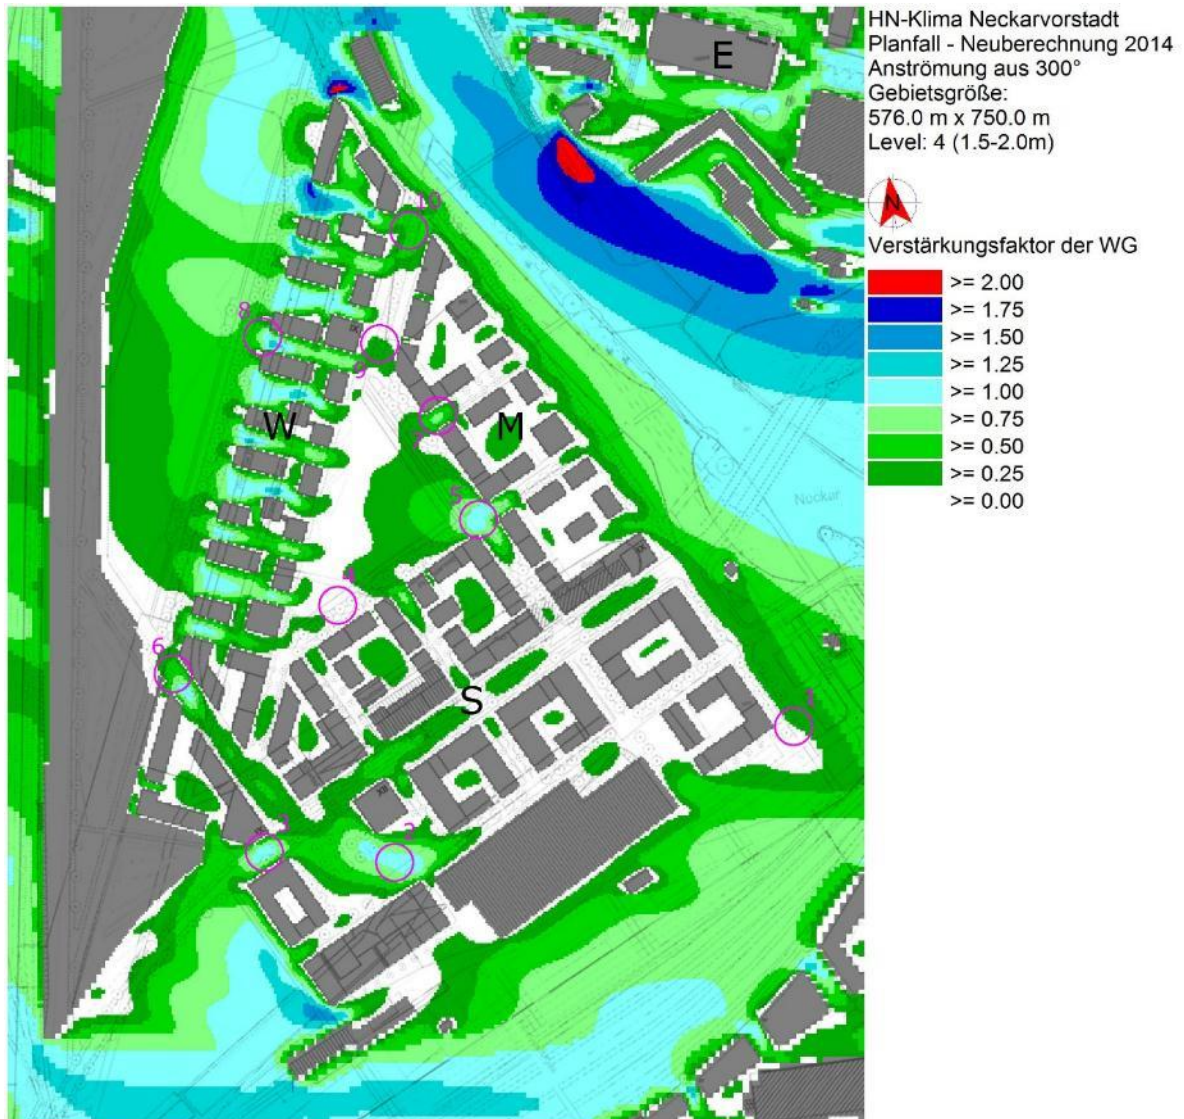 HN-Klima Neckarvorstadt
Planfall - Neuberechnung 2014
Anströmung aus 300°
Gebietsgröße:
576.0 m x 750.0 m
Level: 4 (1.5-2.0m)
N
Verstärkungsfaktor der WG
>= 2.00
>= 1.75
>= 1.50
>= 1.25
>= 1.00
>= 0.75
>= 0.50
>= 0.25
>= 0.00
E
10
8
9
W
M
7
5
Neckar
4
6
S
1
XII
3
2